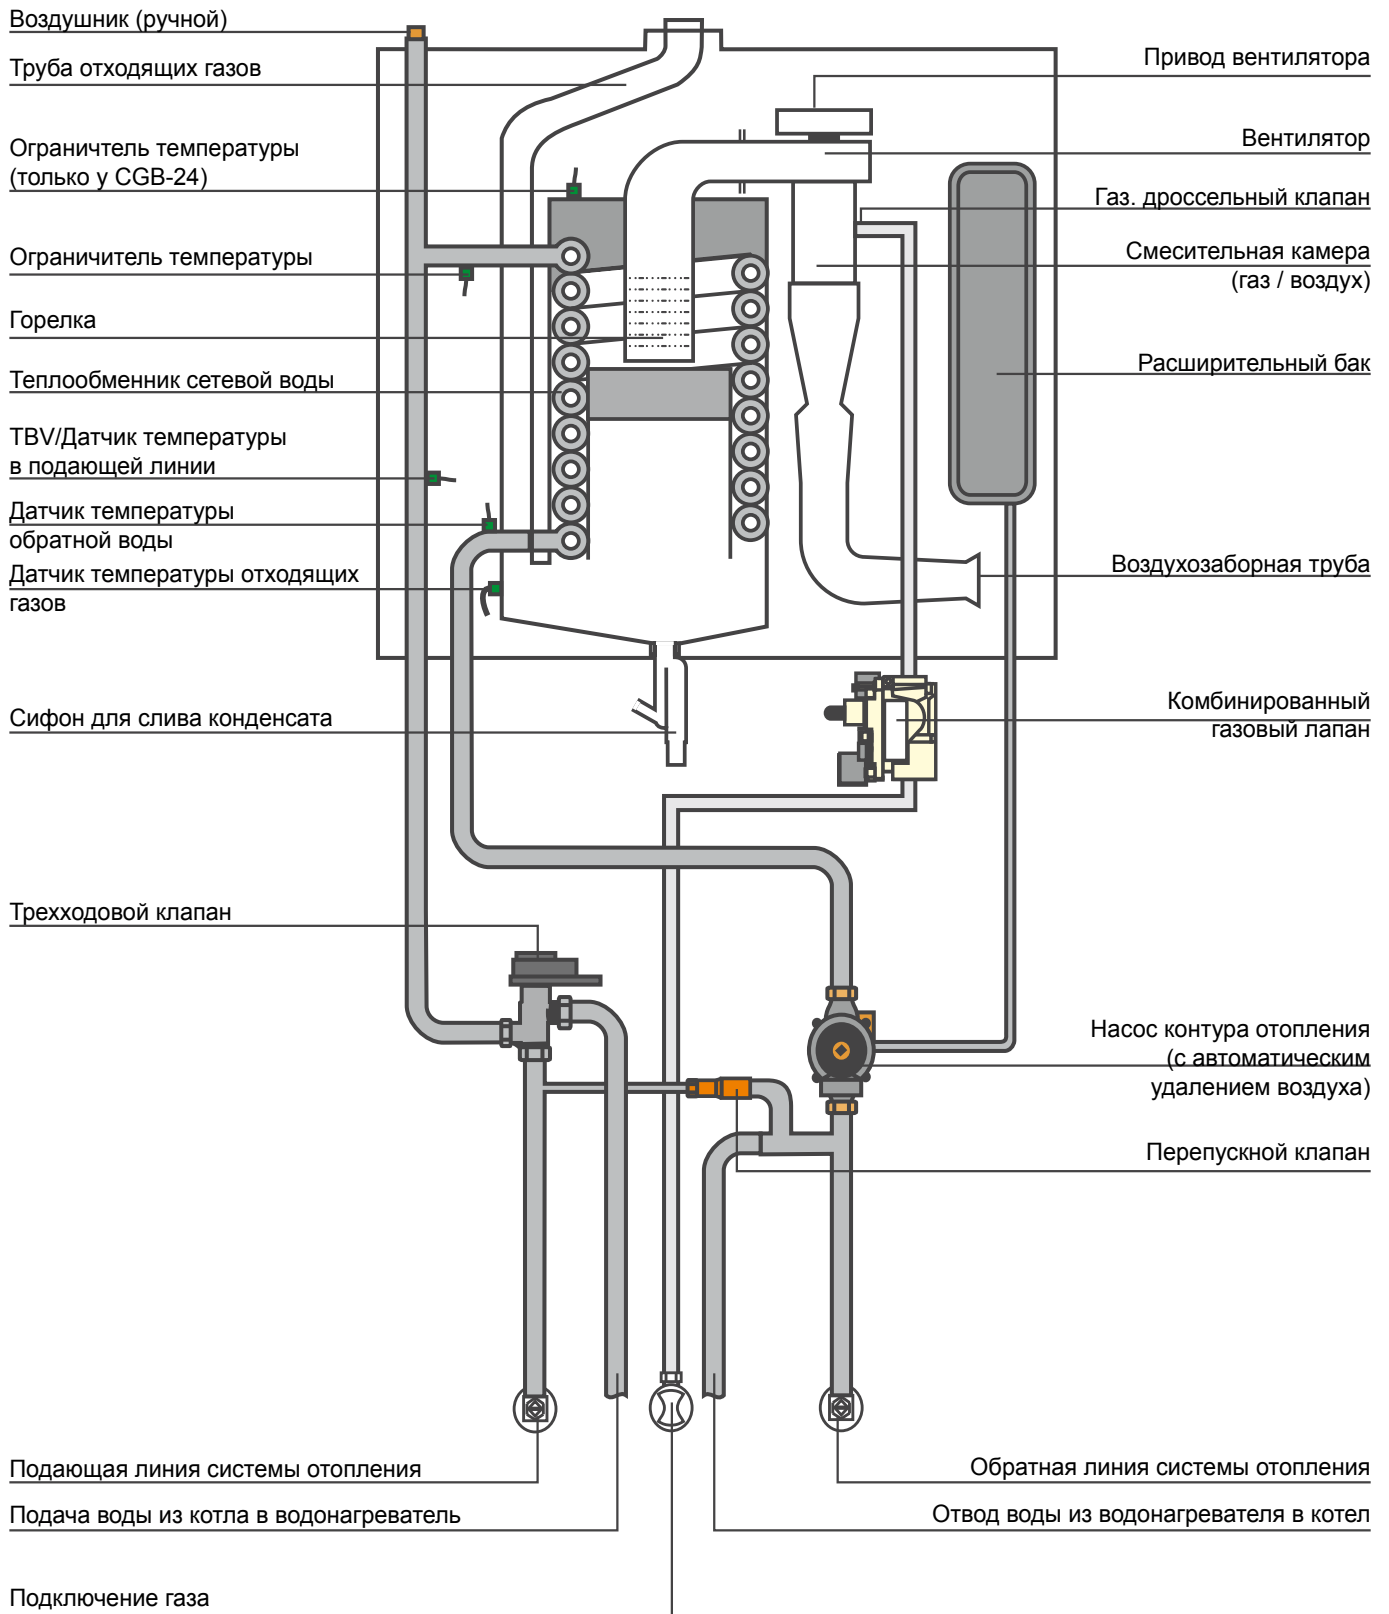 Воздушник (ручной)
Труба отходящих газов
Ограничтель температуры
(только у CGB-24)
Ограничитель температуры
Горелка
Теплообменник сетевой воды
TBV/Датчик температуры
в подающей линии
Датчик температуры
обратной воды
Датчик температуры отходящих
газов
Сифон для слива конденсата
Трехходовой клапан
Подающая линия системы отопления
Подача воды из котла в водонагреватель
Подключение газа
Привод вентилятора
Вентилятор
Газ. дроссельный клапан
Смесительная камера
(газ / воздух)
Расширительный бак
Воздухозаборная труба
Комбинированный
газовый лапан
Насос контура отопления
(с автоматическим
удалением воздуха)
Перепускной клапан
Обратная линия системы отопления
Отвод воды из водонагревателя в котел